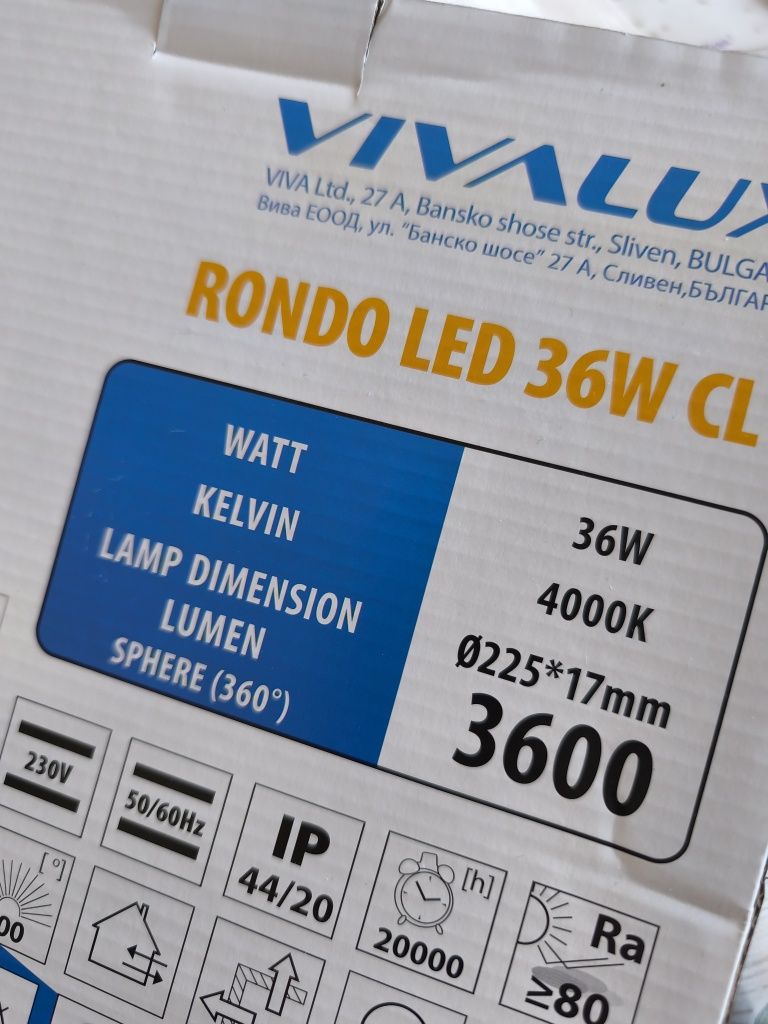 VIVALUX
VIVA Ltd., 27 A, Bansko shose str., Sliven, BULGA
Вива ЕООД, ул. "Банско шосе" 27 А, Сливен,БЪЛГАР
RONDO LED 36W CL
WATT 36W
KELVIN 4000K
LAMP DIMENSION Ø225*17mm
LUMEN 3600
SPHERE (360°)
230V
50/60Hz
IP
44/20
[h]
20000
Ra
≥80
[°]
00